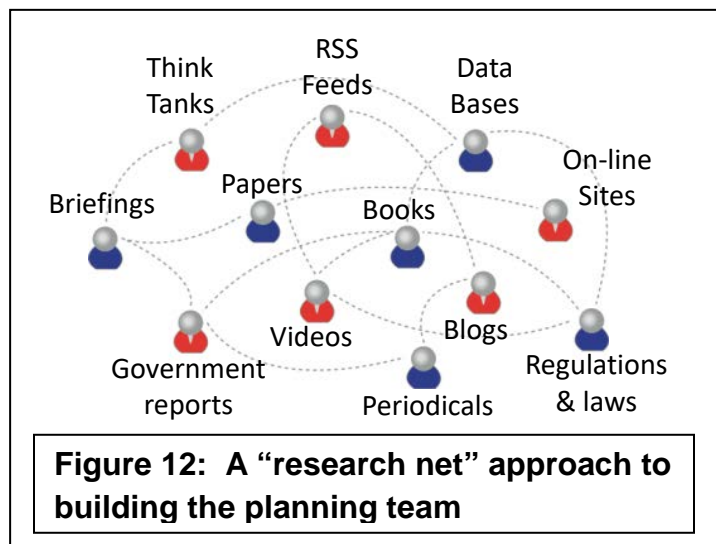 Think
Tanks
RSS
Feeds
Data
Bases
On-line
Sites
Briefings
Papers
Books
Government
reports
Videos
Periodicals
Blogs
Regulations
& laws
Figure 12:  A “research net” approach to
building the planning team